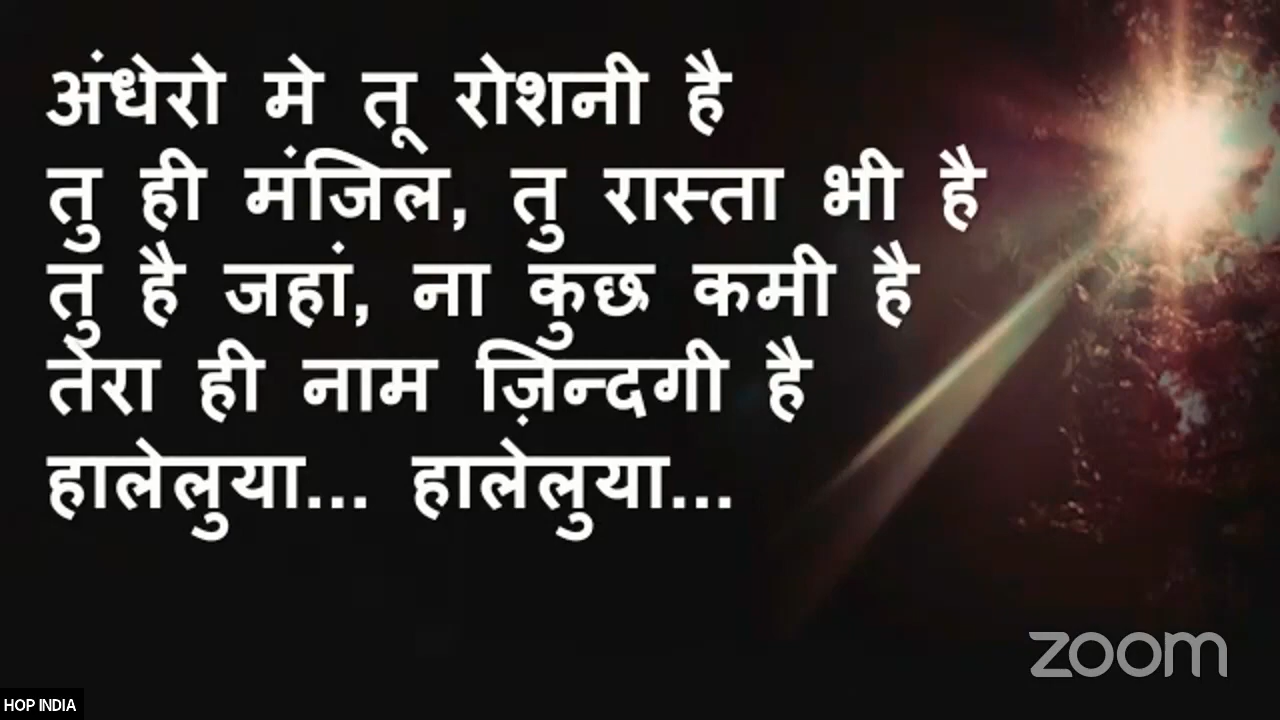 अंधेरो मे तू रोशनी है
तु ही मंजिल, तु रास्ता भी है
तु है जहां, ना कुछ कमी है
तेरा ही नाम ज़िन्दगी है
हालेलुया... हालेलुया...
zoom
HOP INDIA